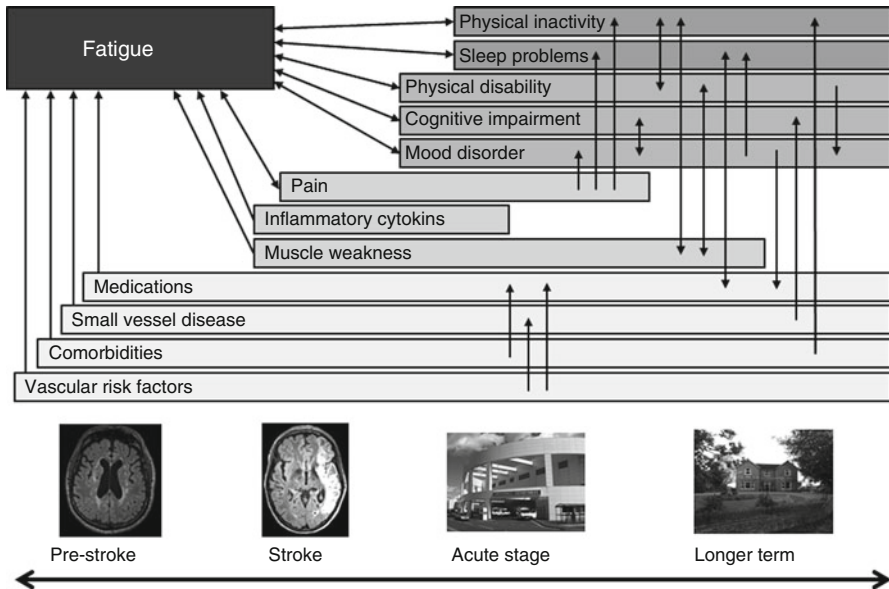 Fatigue
Physical inactivity
Sleep problems
Physical disability
Cognitive impairment
Mood disorder
Pain
Inflammatory cytokins
Muscle weakness
Medications
Small vessel disease
Comorbidities
Vascular risk factors
Pre-stroke
Stroke
Acute stage
Longer term